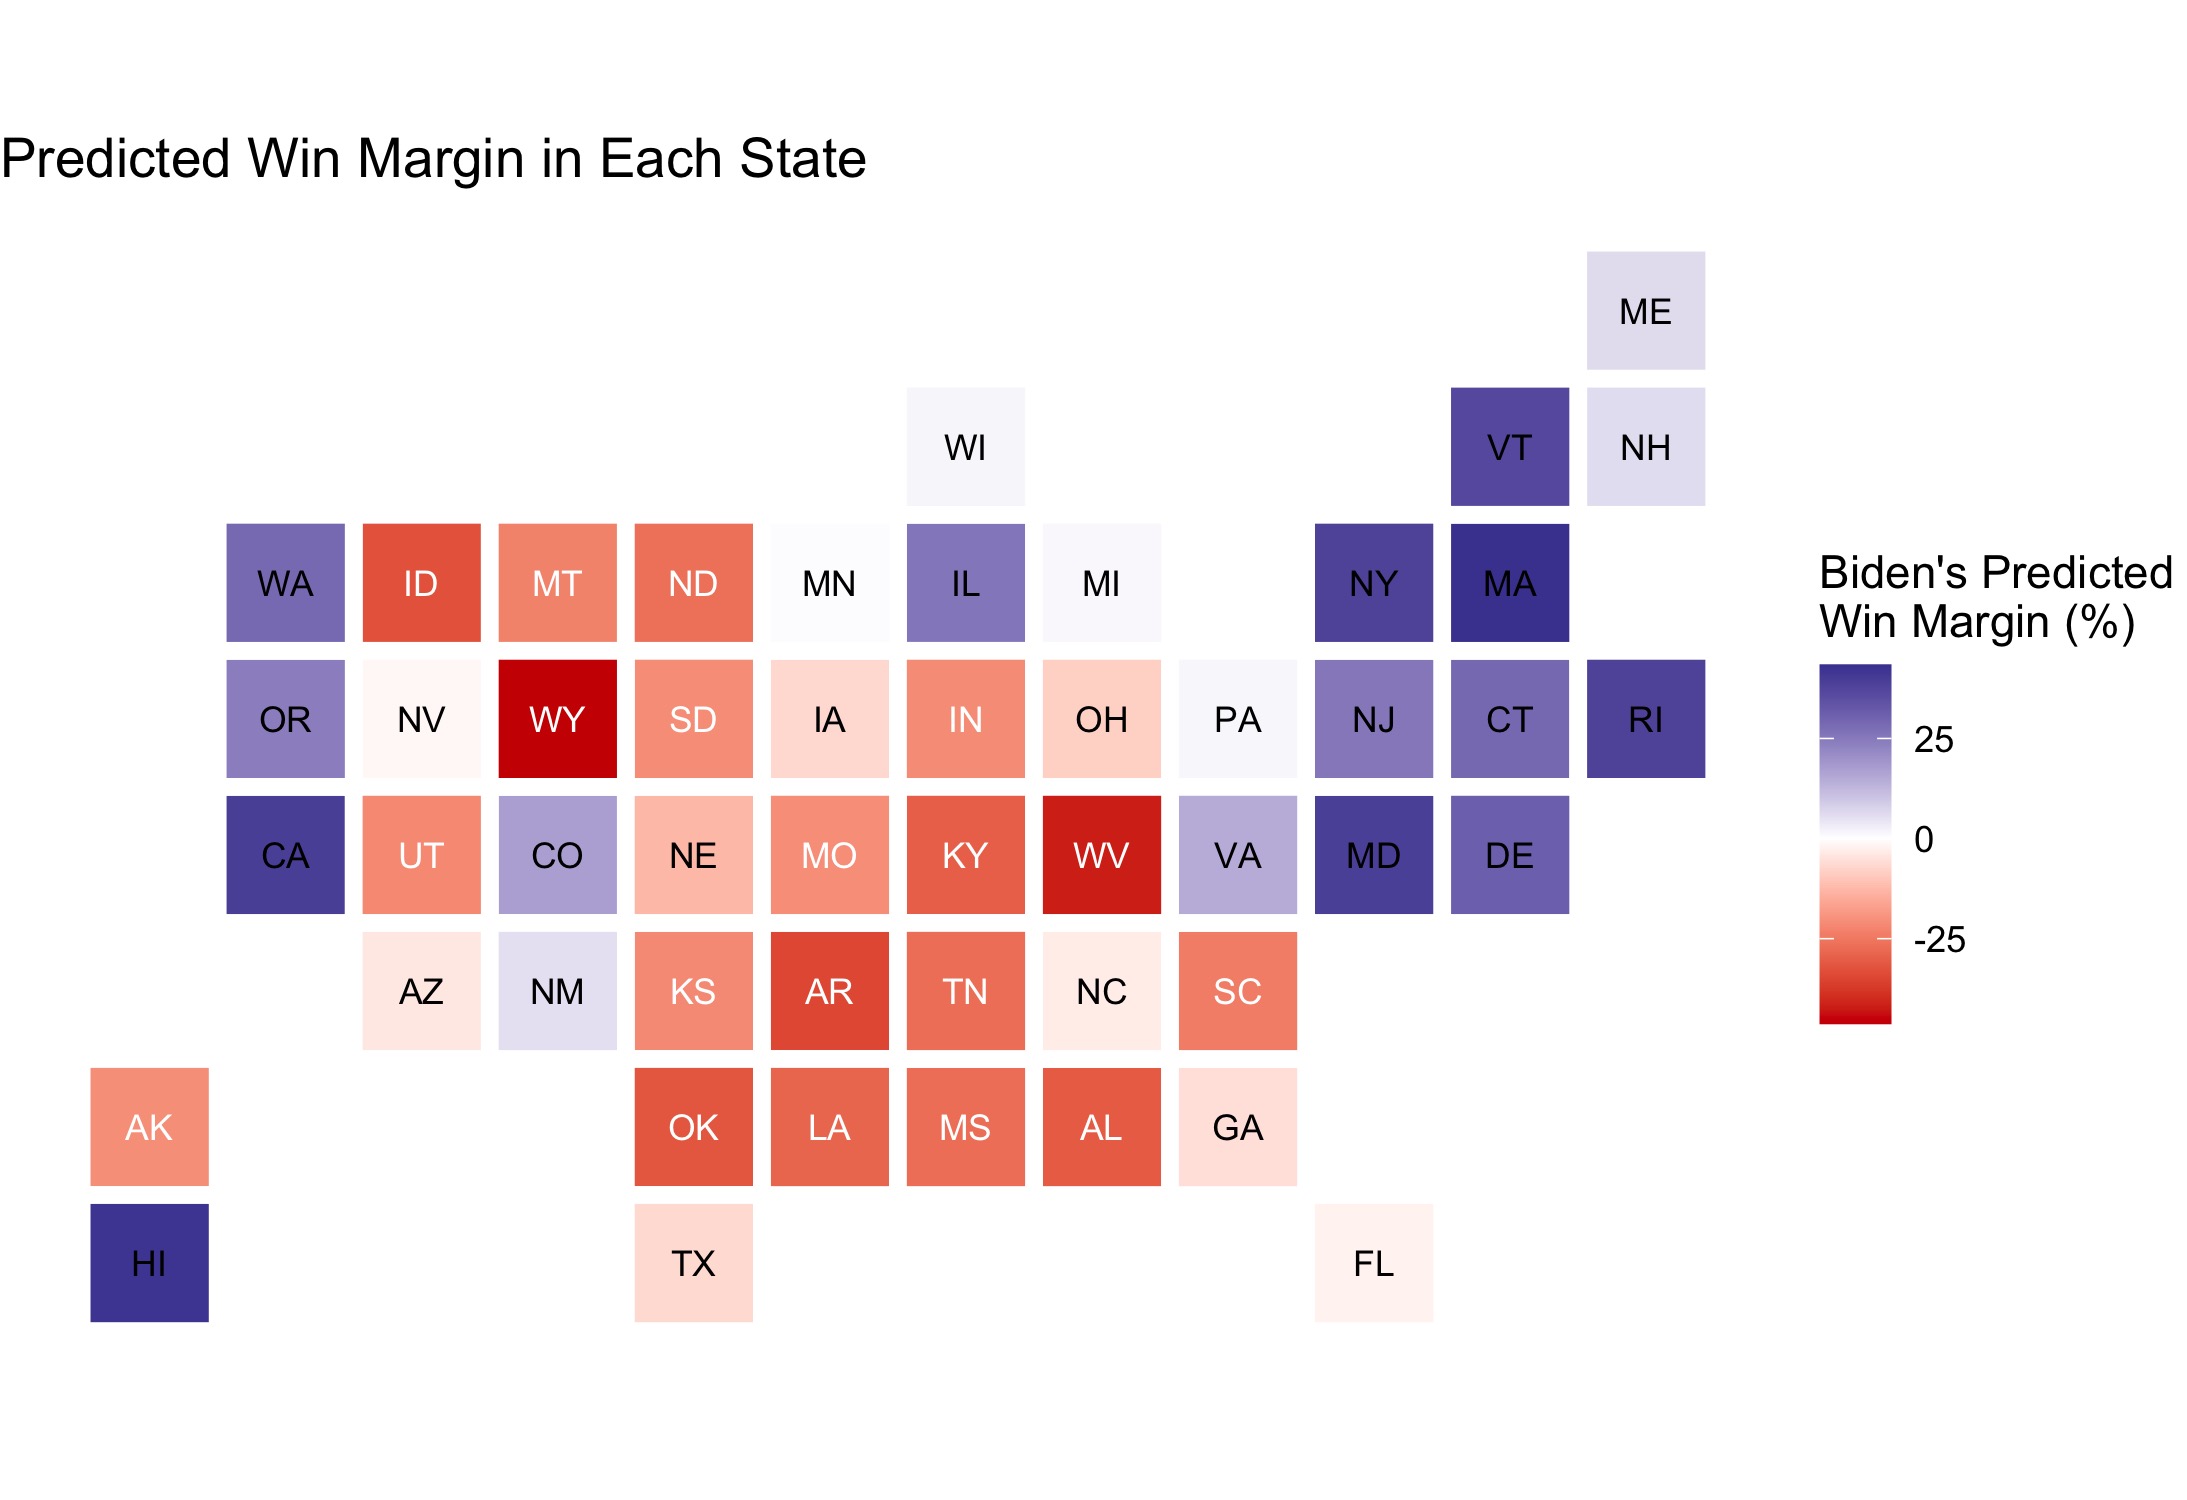 Predicted Win Margin in Each State
ME
WI VT NH
WA ID MT ND MN IL MI NY MA
OR NV WY SD IA IN OH PA NJ CT RI
CA UT CO NE MO KY WV VA MD DE
AZ NM KS AR TN NC SC
AK OK LA MS AL GA
HI TX FL
Biden's Predicted
Win Margin (%)
25
0
-25